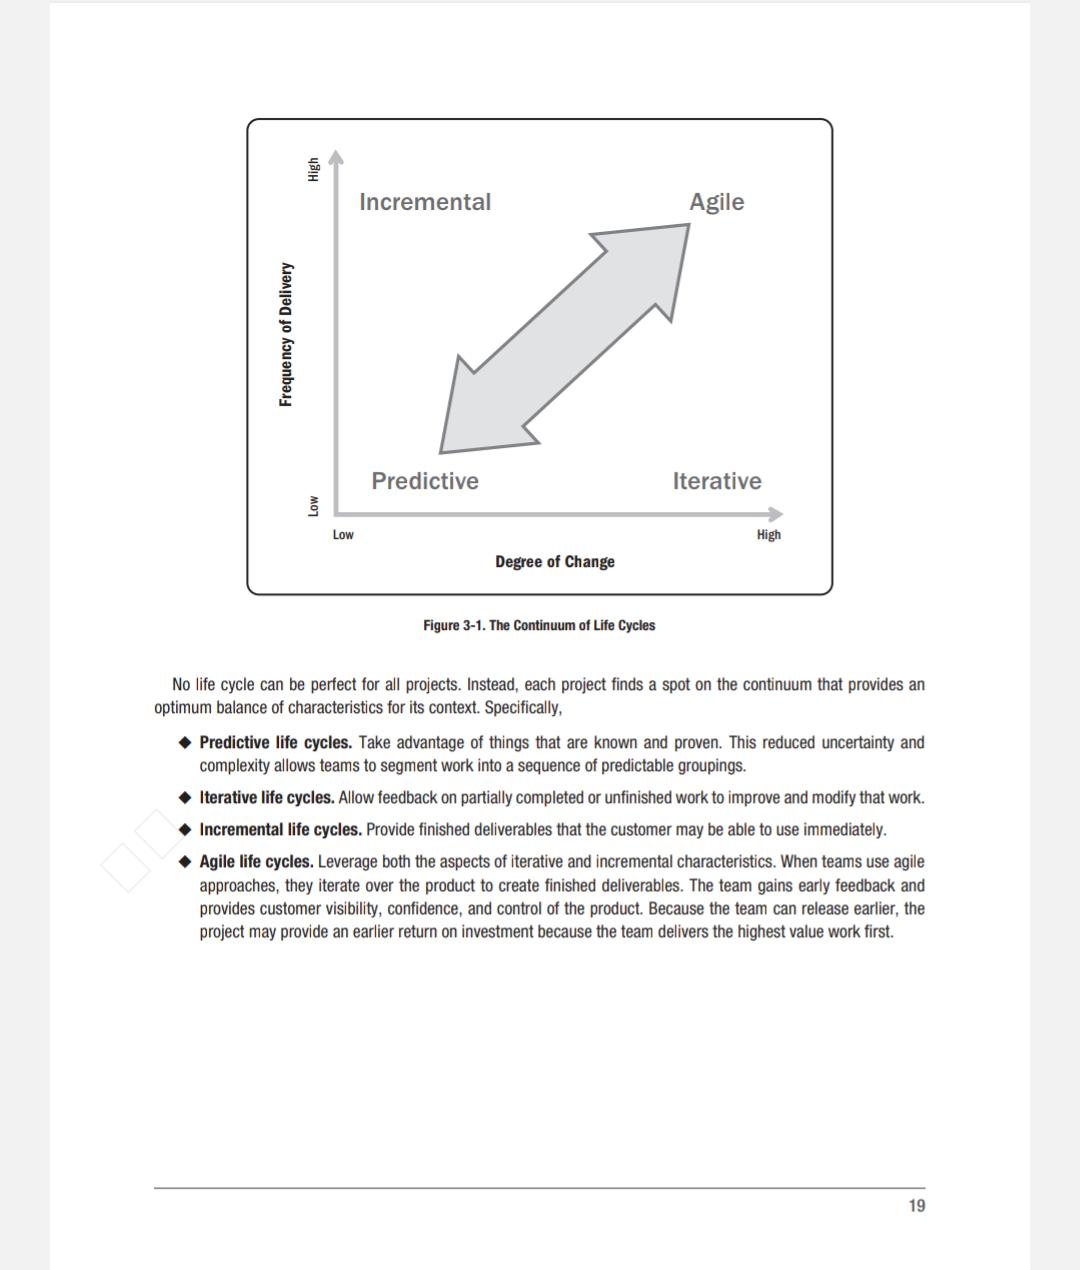 High
Incremental
Agile
Frequency of Delivery
Predictive
Iterative
Low
Low
High
Degree of Change
Figure 3-1. The Continuum of Life Cycles
No life cycle can be perfect for all projects. Instead, each project finds a spot on the continuum that provides an
optimum balance of characteristics for its context. Specifically,
◆ Predictive life cycles. Take advantage of things that are known and proven. This reduced uncertainty and
complexity allows teams to segment work into a sequence of predictable groupings.
◆ Iterative life cycles. Allow feedback on partially completed or unfinished work to improve and modify that work.
◆ Incremental life cycles. Provide finished deliverables that the customer may be able to use immediately.
◆ Agile life cycles. Leverage both the aspects of iterative and incremental characteristics. When teams use agile
approaches, they iterate over the product to create finished deliverables. The team gains early feedback and
provides customer visibility, confidence, and control of the product. Because the team can release earlier, the
project may provide an earlier return on investment because the team delivers the highest value work first.
19